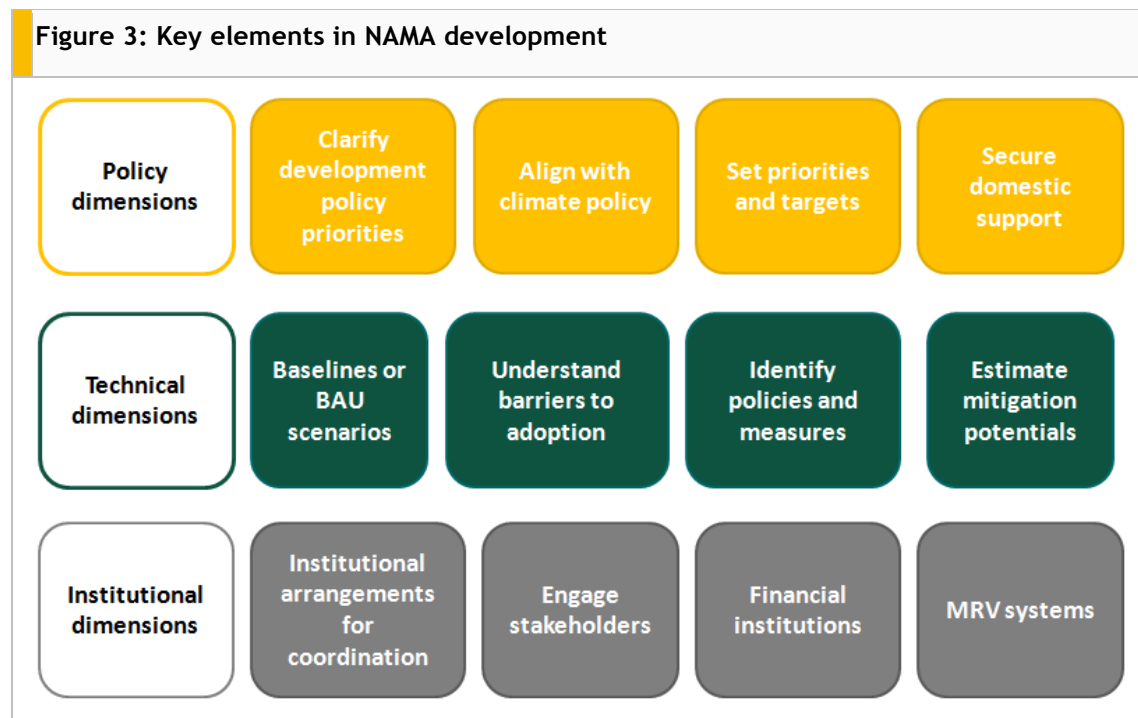 Figure 3: Key elements in NAMA development
Policy
dimensions
Clarify
development
policy
priorities
Align with
climate policy
Set priorities
and targets
Secure
domestic
support
Technical
dimensions
Baselines or
BAU
scenarios
Understand
barriers to
adoption
Identify
policies and
measures
Estimate
mitigation
potentials
Institutional
dimensions
Institutional
arrangements
for
coordination
Engage
stakeholders
Financial
institutions
MRV systems